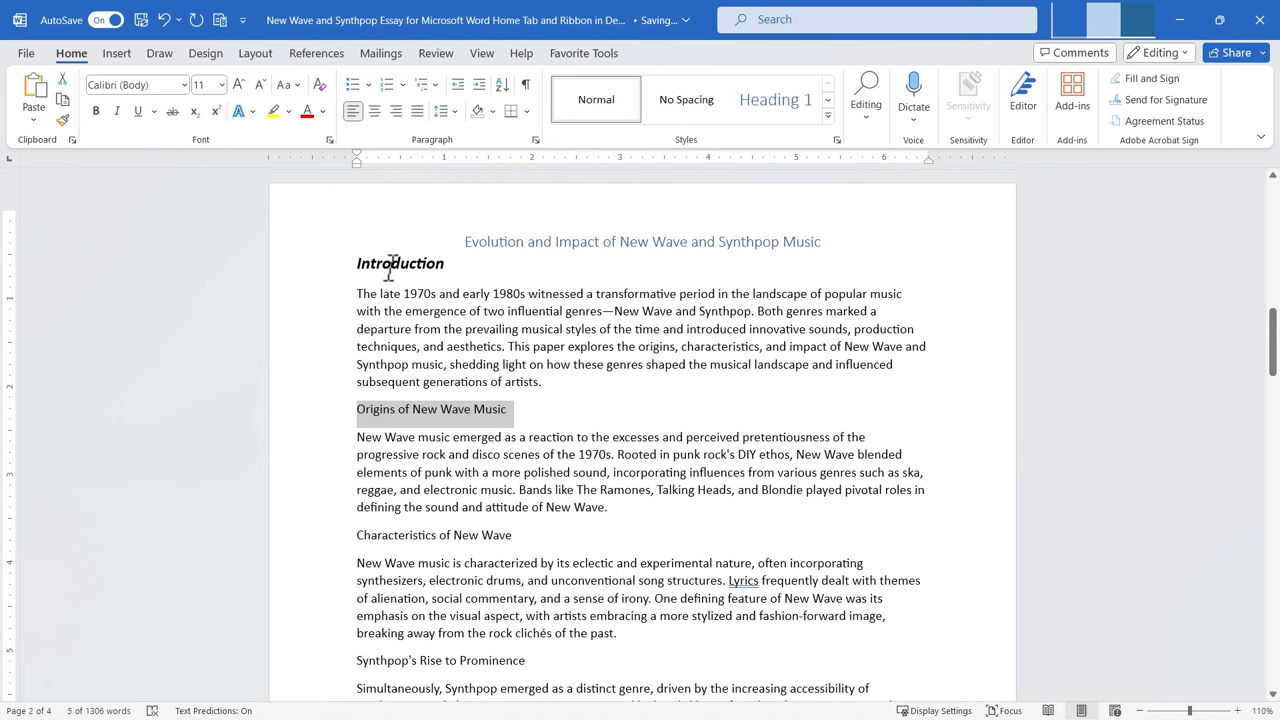 AutoSave On New Wave and Synthpop Essay for Microsoft Word Home Tab and Ribbon in De... • Saving... Search
File Home Insert Draw Design Layout References Mailings Review View Help Favorite Tools Comments Editing Share
Paste Calibri (Body) 11 Aa Normal No Spacing Heading 1 Editing Dictate Sensitivity Editor Add-ins Fill and Sign
Send for Signature
Agreement Status
B I U ab x₂ x² A A
Clipboard Font Paragraph Styles Voice Sensitivity Editor Add-ins Adobe Acrobat Sign
1 2 3 4 5 6
Evolution and Impact of New Wave and Synthpop Music
Introduction
The late 1970s and early 1980s witnessed a transformative period in the landscape of popular music
with the emergence of two influential genres—New Wave and Synthpop. Both genres marked a
departure from the prevailing musical styles of the time and introduced innovative sounds, production
techniques, and aesthetics. This paper explores the origins, characteristics, and impact of New Wave and
Synthpop music, shedding light on how these genres shaped the musical landscape and influenced
subsequent generations of artists.
Origins of New Wave Music
New Wave music emerged as a reaction to the excesses and perceived pretentiousness of the
progressive rock and disco scenes of the 1970s. Rooted in punk rock's DIY ethos, New Wave blended
elements of punk with a more polished sound, incorporating influences from various genres such as ska,
reggae, and electronic music. Bands like The Ramones, Talking Heads, and Blondie played pivotal roles in
defining the sound and attitude of New Wave.
Characteristics of New Wave
New Wave music is characterized by its eclectic and experimental nature, often incorporating
synthesizers, electronic drums, and unconventional song structures. Lyrics frequently dealt with themes
of alienation, social commentary, and a sense of irony. One defining feature of New Wave was its
emphasis on the visual aspect, with artists embracing a more stylized and fashion-forward image,
breaking away from the rock clichés of the past.
Synthpop's Rise to Prominence
Simultaneously, Synthpop emerged as a distinct genre, driven by the increasing accessibility of
Page 2 of 4 5 of 1306 words Text Predictions: On Display Settings Focus 110%